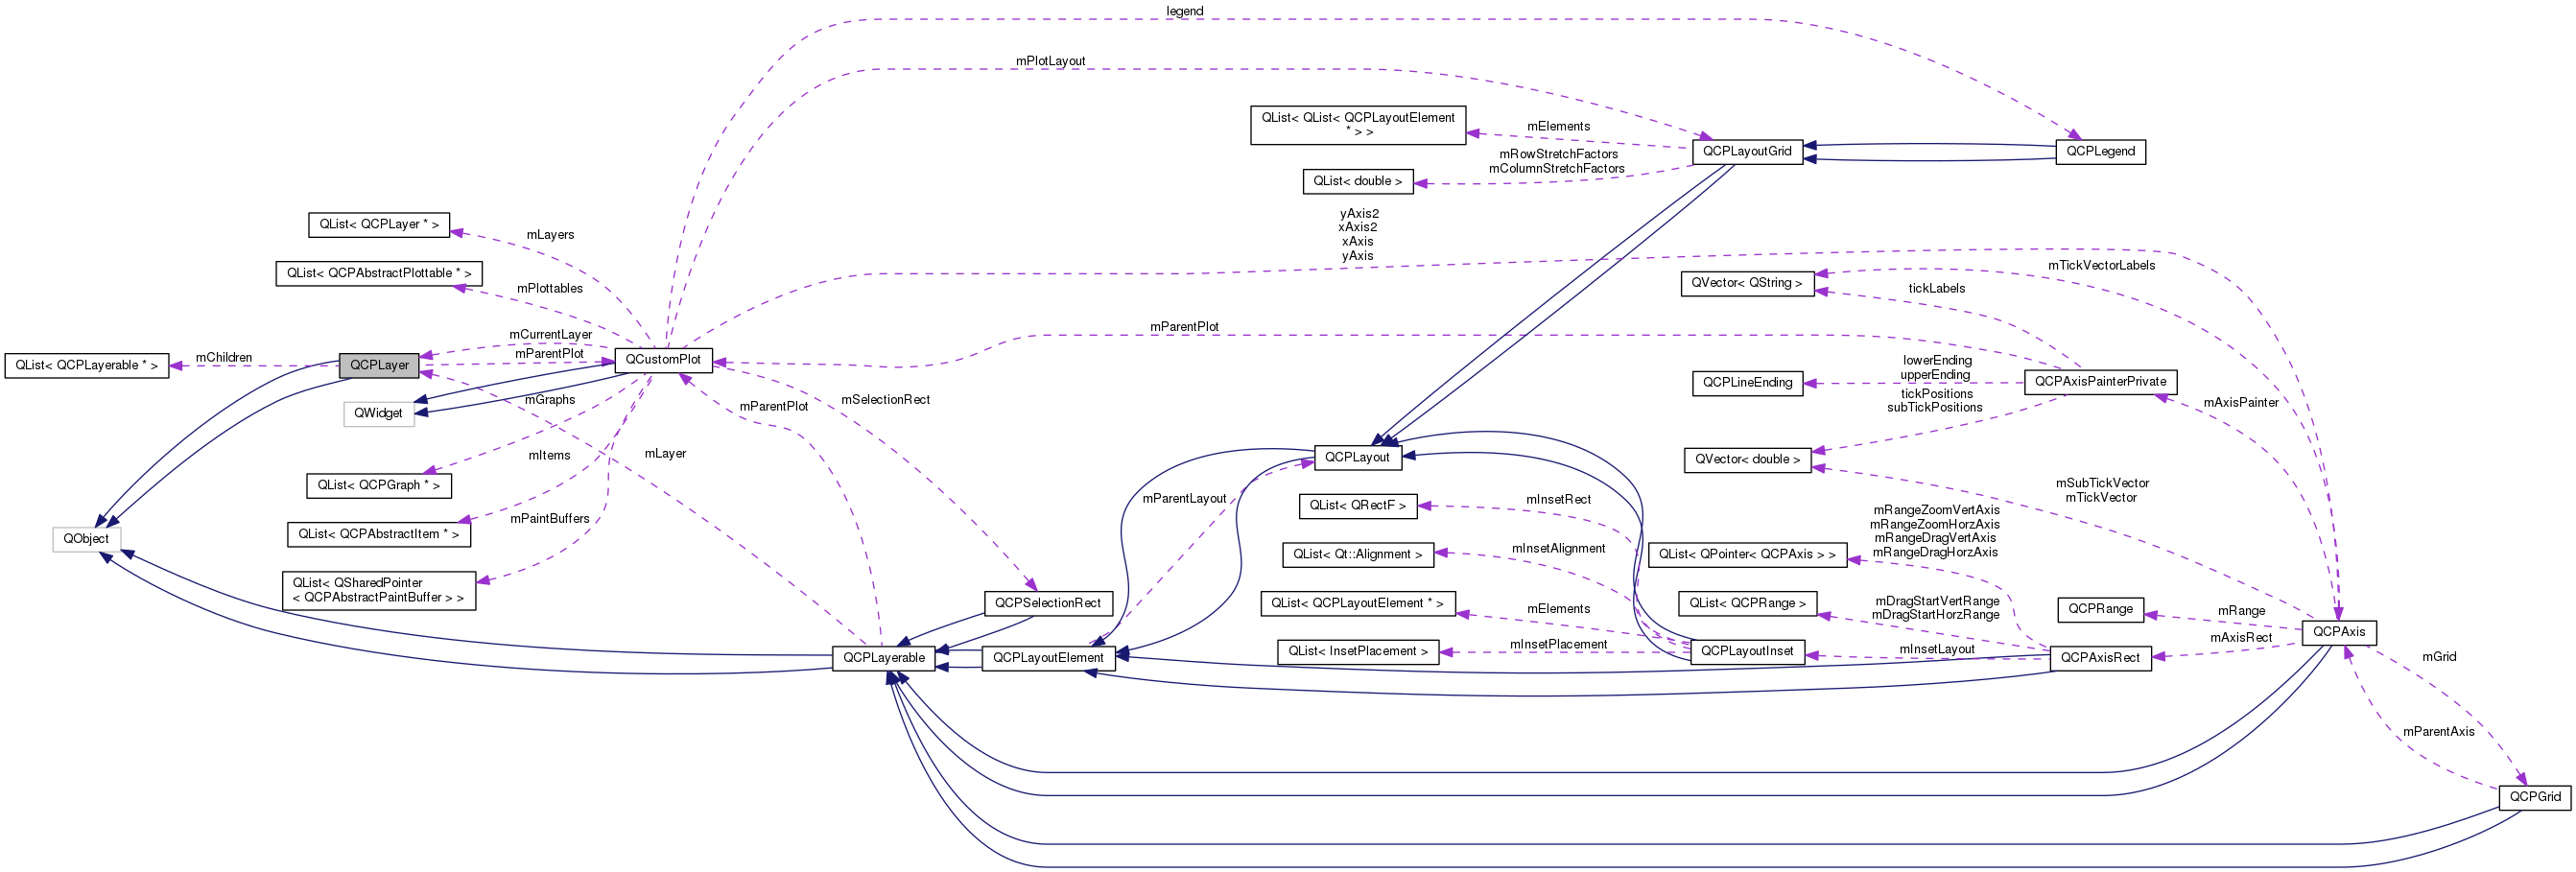 legend
mPlotLayout
QList< QList< QCPLayoutElement
* > >
mElements
QCPLayoutGrid
QCPLegend
mRowStretchFactors
mColumnStretchFactors
QList< double >
QList< QCPLayer * >
mLayers
yAxis2
xAxis2
xAxis
yAxis
QList< QCPAbstractPlottable * >
mPlottables
QVector< QString >
mTickVectorLabels
tickLabels
mCurrentLayer
mParentPlot
mParentPlot
QList< QCPLayerable * >
mChildren
QCPLayer
QCustomPlot
QWidget
mGraphs
mParentPlot
mSelectionRect
QCPLineEnding
lowerEnding
upperEnding
QCPAxisPainterPrivate
tickPositions
subTickPositions
mAxisPainter
QList< QCPGraph * >
mItems
mLayer
QCPLayout
QVector< double >
mSubTickVector
mTickVector
QList< QCPAbstractItem * >
mPaintBuffers
mParentLayout
QList< QRectF >
mInsetRect
QObject
QList< Qt::Alignment >
mInsetAlignment
QList< QPointer< QCPAxis > >
mRangeZoomVertAxis
mRangeZoomHorzAxis
mRangeDragVertAxis
mRangeDragHorzAxis
QList< QSharedPointer
< QCPAbstractPaintBuffer > >
QCPSelectionRect
QList< QCPLayoutElement * >
mElements
QList< QCPRange >
mDragStartVertRange
mDragStartHorzRange
QCPRange
mRange
QCPAxis
QCPLayerable
QCPLayoutElement
QList< InsetPlacement >
mInsetPlacement
QCPLayoutInset
mInsetLayout
QCPAxisRect
mAxisRect
mGrid
mParentAxis
QCPGrid